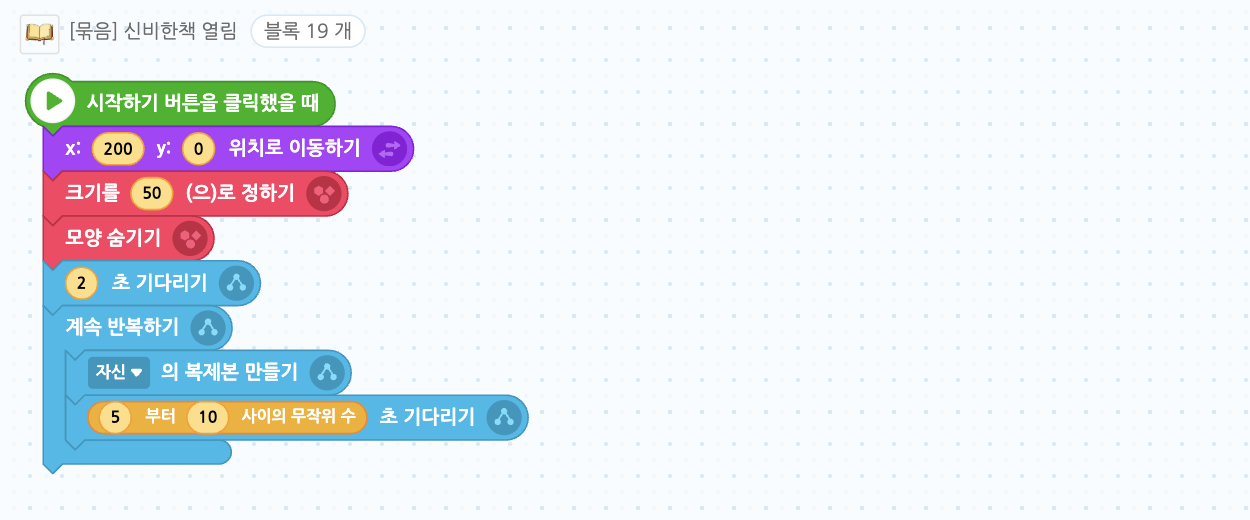 [묶음] 신비한책 열림 블록 19 개
시작하기 버튼을 클릭했을 때
x: 200 y: 0 위치로 이동하기
크기를 50 (으)로 정하기
모양 숨기기
2 초 기다리기
계속 반복하기
자신 의 복제본 만들기
5 부터 10 사이의 무작위 수 초 기다리기